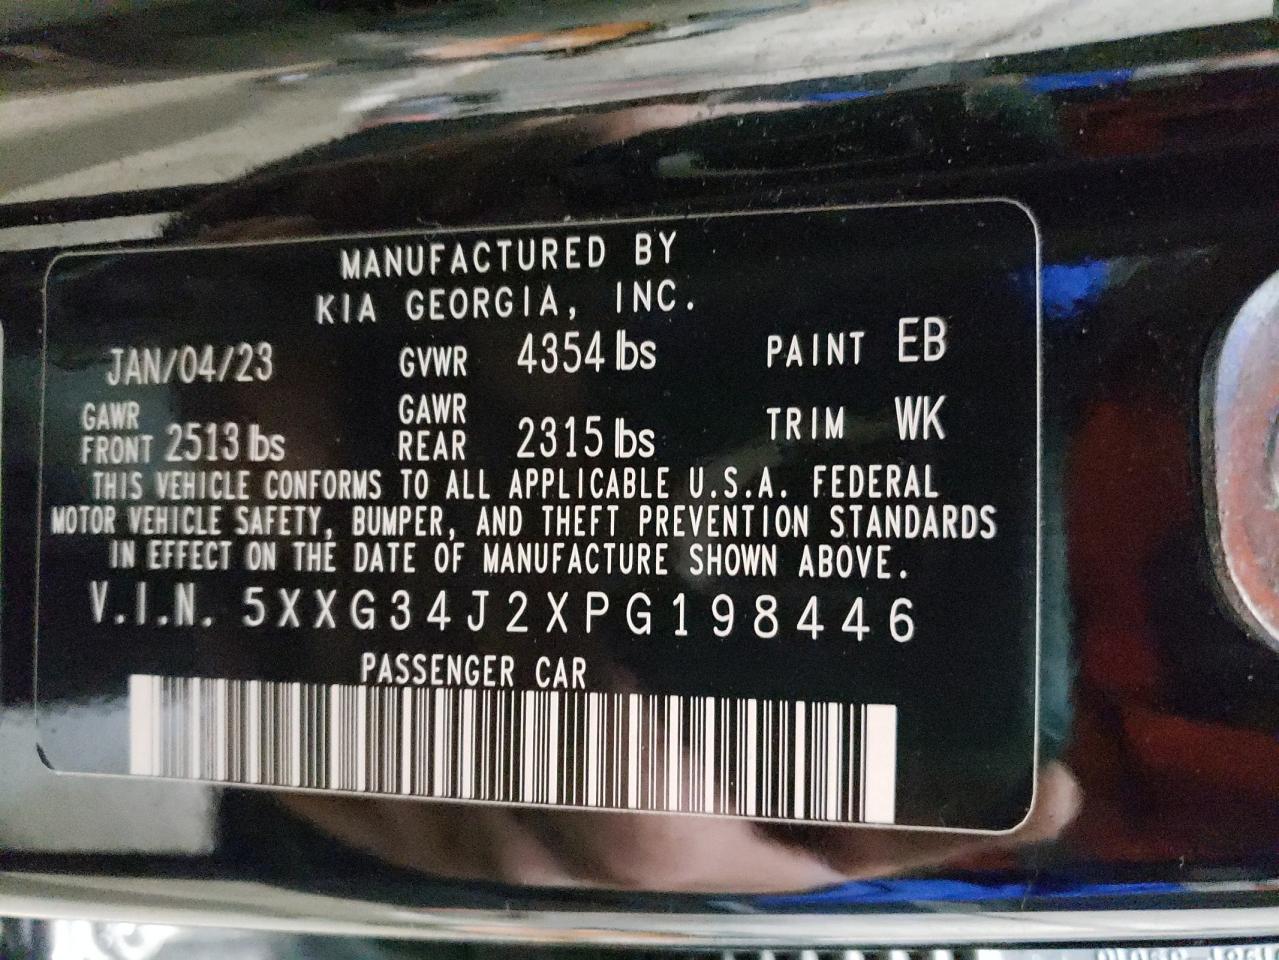 MANUFACTURED BY
KIA GEORGIA, INC.
JAN/04/23 GVWR 4354 lbs PAINT EB
GAWR FRONT 2513 lbs GAWR REAR 2315 lbs TRIM WK
THIS VEHICLE CONFORMS TO ALL APPLICABLE U.S.A. FEDERAL
MOTOR VEHICLE SAFETY, BUMPER, AND THEFT PREVENTION STANDARDS
IN EFFECT ON THE DATE OF MANUFACTURE SHOWN ABOVE.
V.I.N. 5XXG34J2XPG198446
PASSENGER CAR